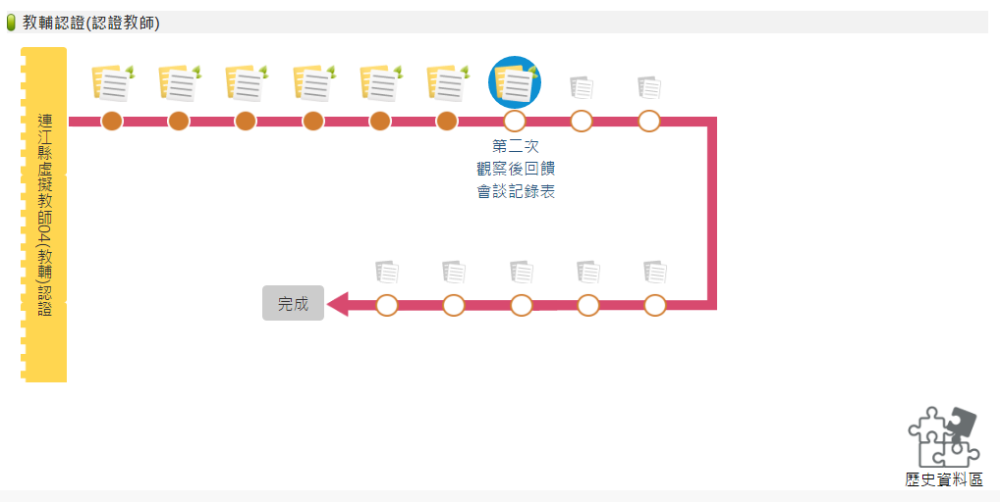 教輔認證(認證教師)
連江縣虛擬教師04(教輔)認證
第二次
觀察後回饋
會談記錄表
完成
歷史資料區